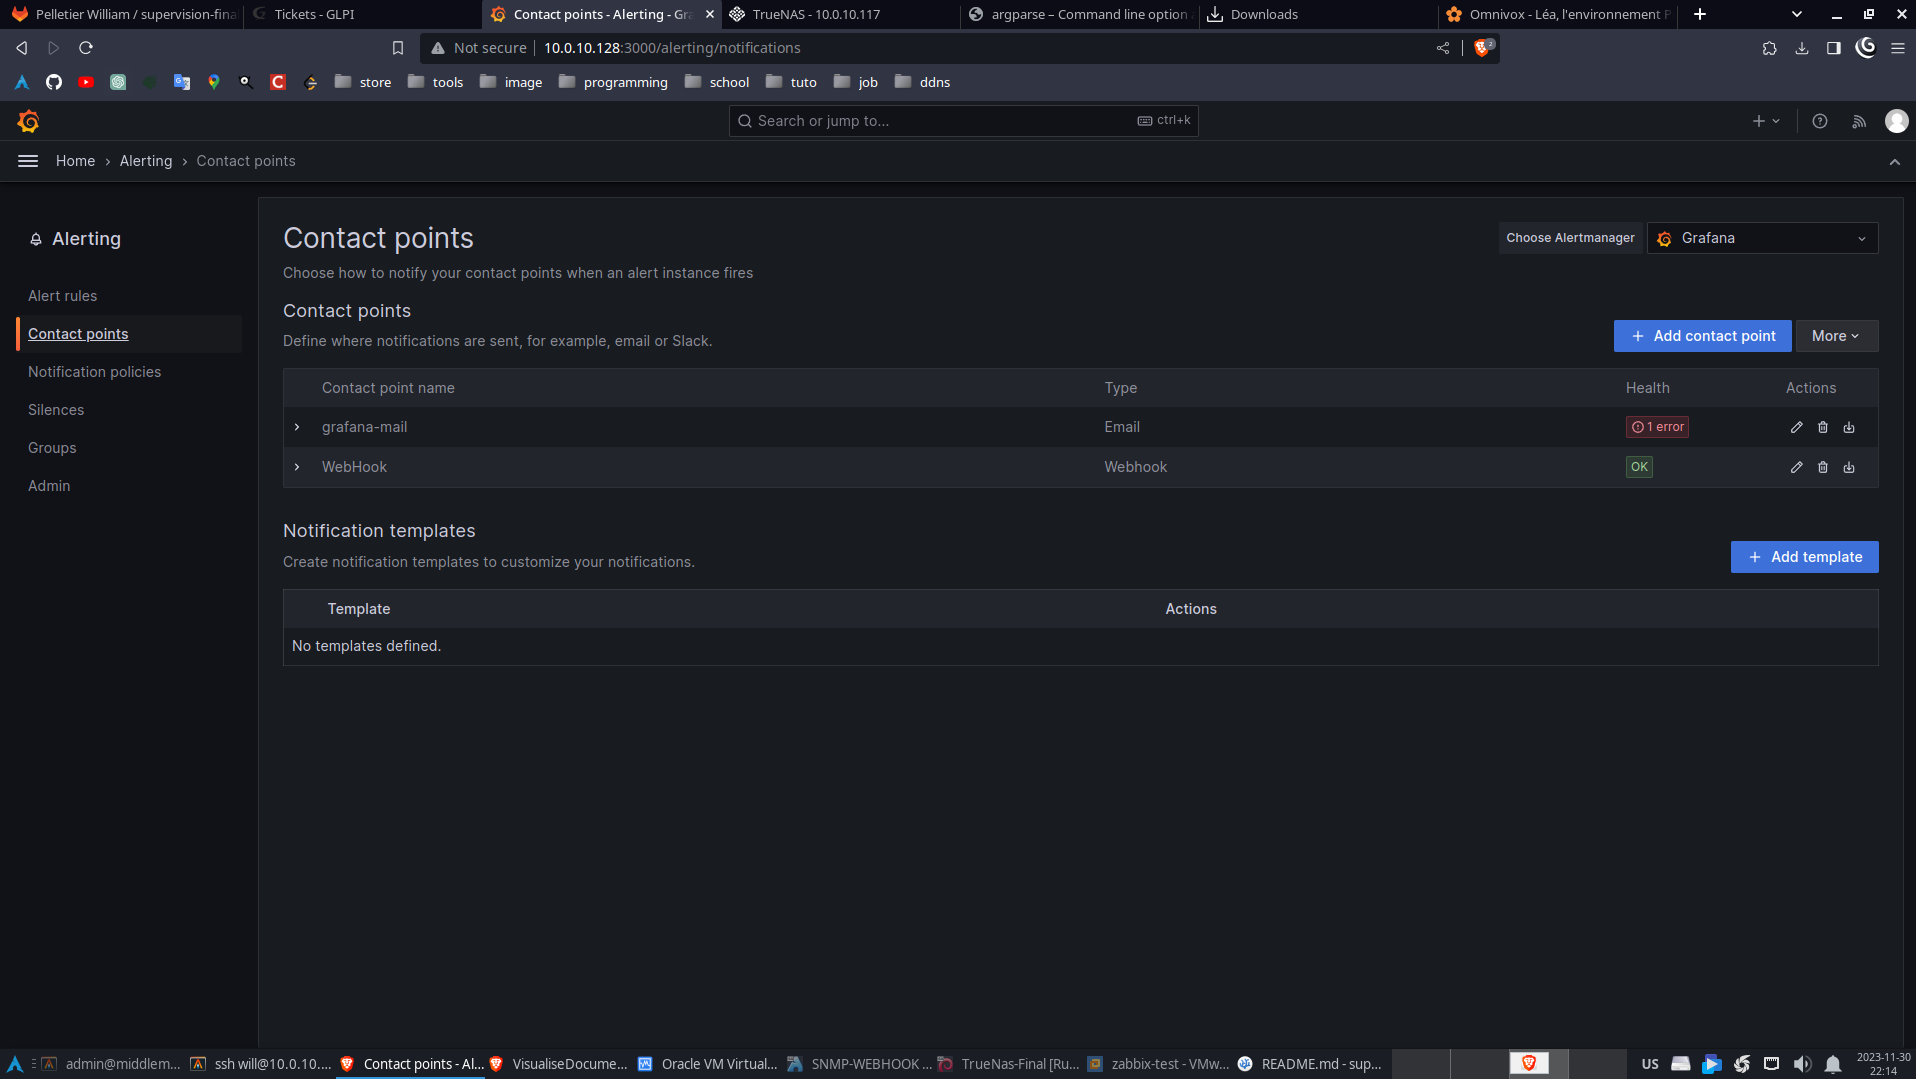 Pelletier William / supervision-fina
Tickets - GLPI
Contact points - Alerting - Gra
TrueNAS - 10.0.10.117
argparse – Command line option a
Downloads
Omnivox - Léa, l'environnement P
Not secure
10.0.10.128:3000/alerting/notifications
2
store
tools
image
programming
school
tuto
job
ddns
Search or jump to...
ctrl+k
Home
Alerting
Contact points
Alerting
Alert rules
Contact points
Notification policies
Silences
Groups
Admin
Contact points
Choose how to notify your contact points when an alert instance fires
Choose Alertmanager
Grafana
Contact points
Define where notifications are sent, for example, email or Slack.
Add contact point
More
Contact point name
Type
Health
Actions
grafana-mail
Email
1 error
WebHook
Webhook
OK
Notification templates
Create notification templates to customize your notifications.
Add template
Template
Actions
No templates defined.
admin@middlem...
ssh will@10.0.10....
Contact points - Al...
VisualiseDocume...
Oracle VM Virtual...
SNMP-WEBHOOK ...
TrueNas-Final [Ru...
zabbix-test - VMw...
README.md - sup...
US
2023-11-30
22:14